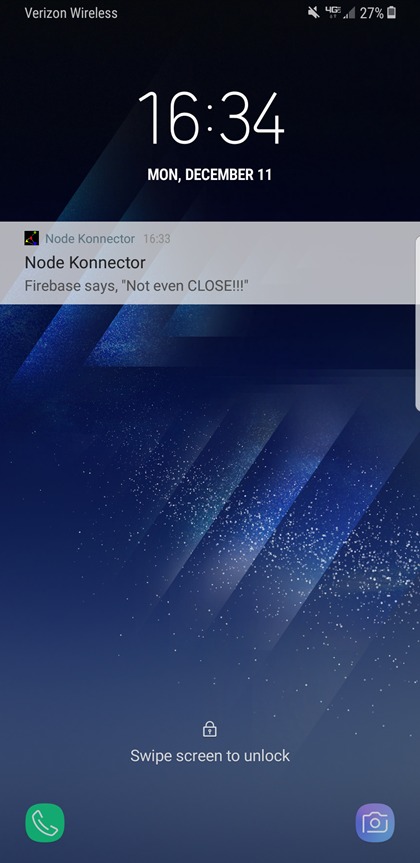 Verizon Wireless 4G 27%
16:34
MON, DECEMBER 11
Node Konnector 16:33
Node Konnector
Firebase says, "Not even CLOSE!!!"
Swipe screen to unlock